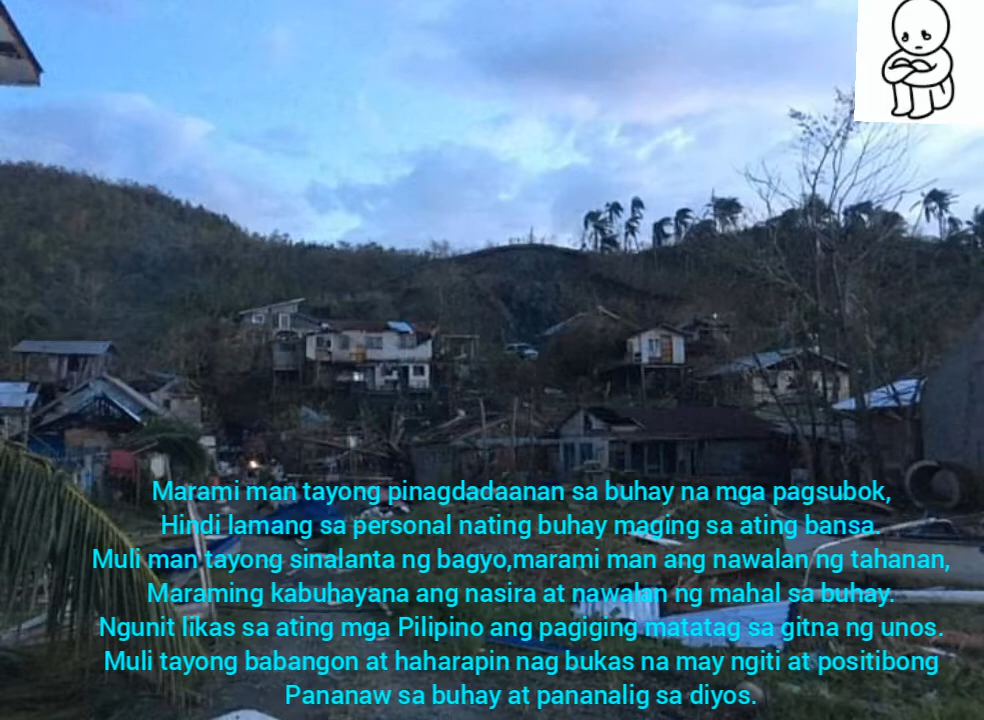 Marami man tayong pinagdadaanan sa buhay na mga pagsubok,
Hindi lamang sa personal nating buhay maging sa ating bansa.
Muli man tayong sinalanta ng bagyo,marami man ang nawalan ng tahanan,
Maraming kabuhayana ang nasira at nawalan ng mahal sa buhay.
Ngunit likas sa ating mga Pilipino ang pagiging matatag sa gitna ng unos.
Muli tayong babangon at haharapin nag bukas na may ngiti at positibong
Pananaw sa buhay at pananalig sa diyos.